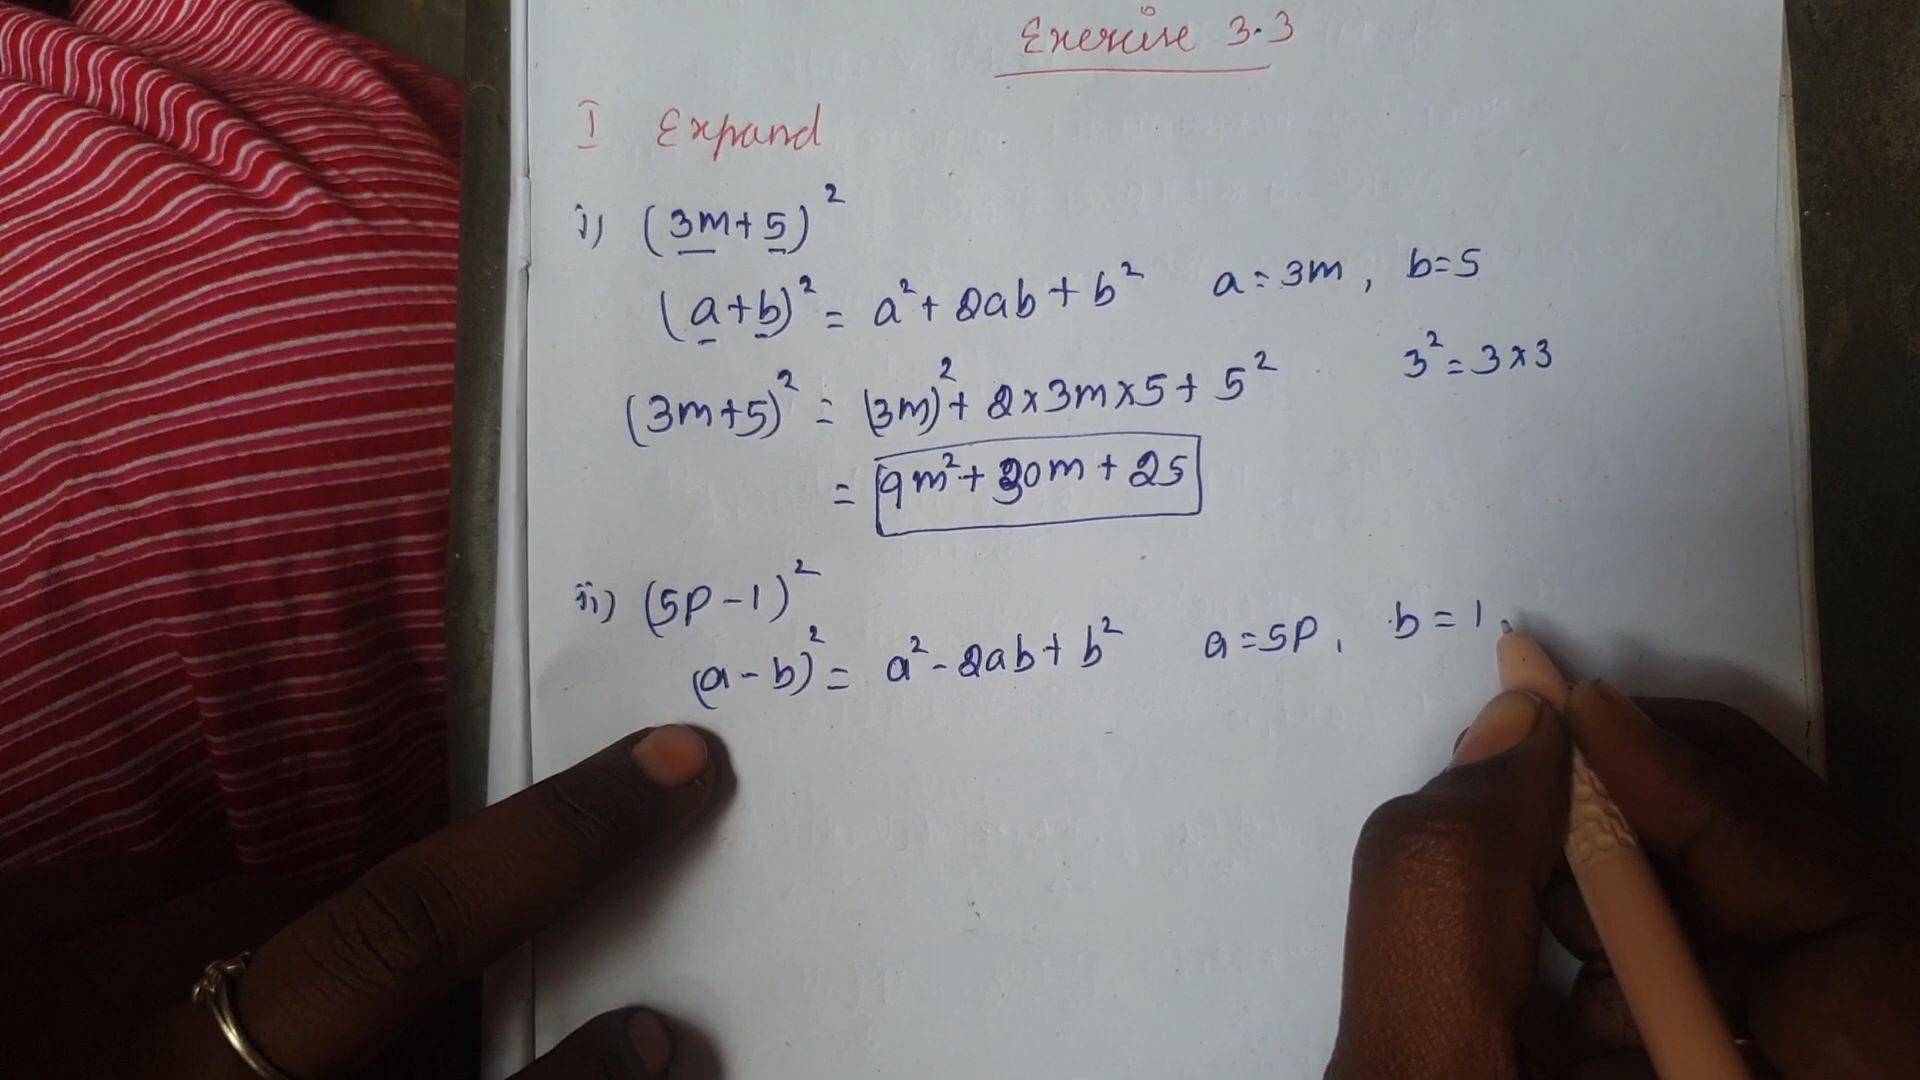 Exercise 3.3
I Expand
i) (3m+5)²
(a+b)² = a²+2ab+b² a=3m, b=5
(3m+5)² = (3m)²+2×3m×5+5² 3²=3×3
= 9m²+30m+25
ii) (5p-1)²
(a-b)² = a²-2ab+b² a=5p, b=1